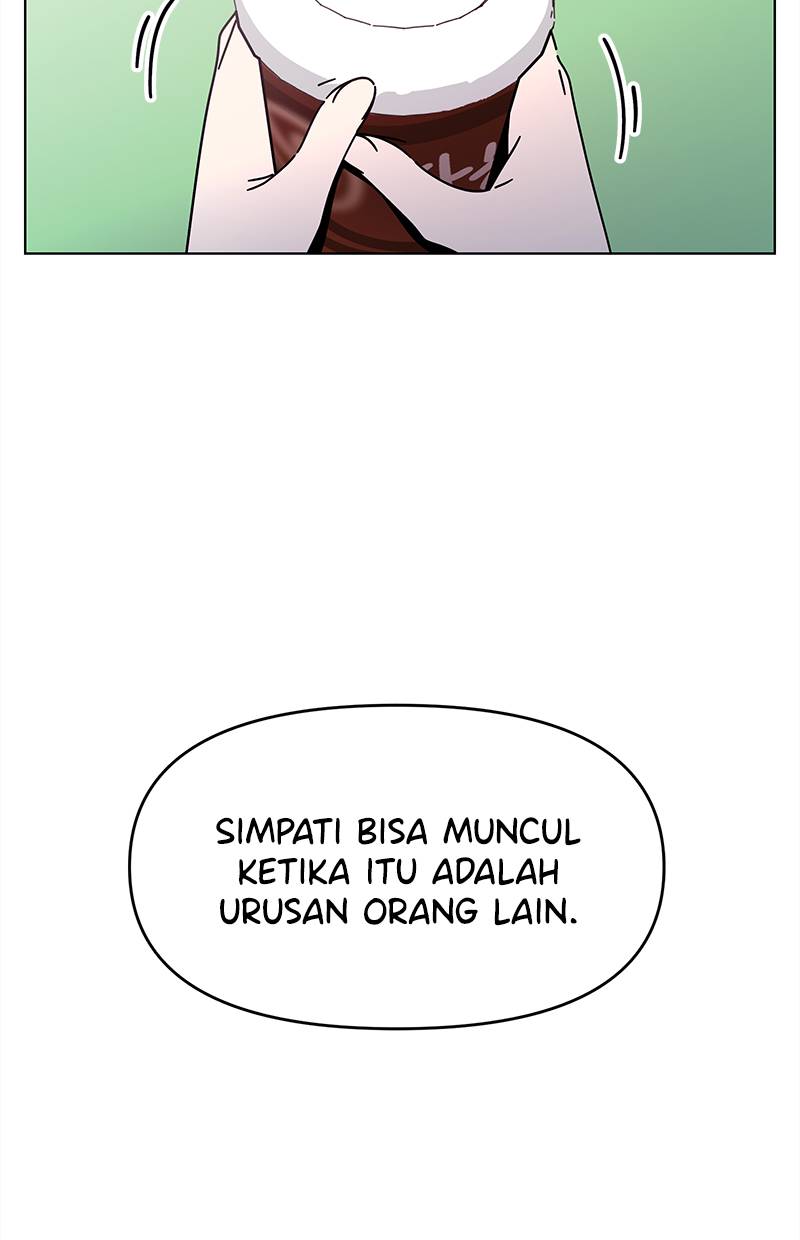 SIMPATI BISA MUNCUL
KETIKA ITU ADALAH
URUSAN ORANG LAIN.